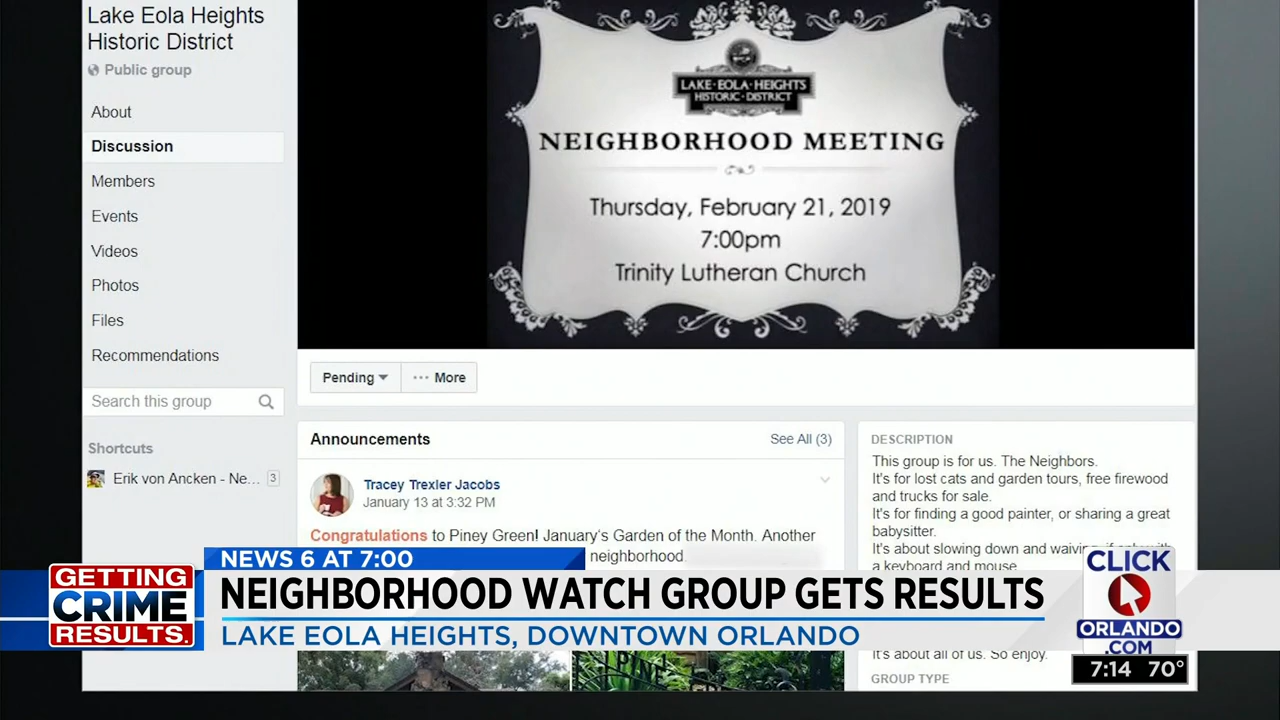 Lake Eola Heights
Historic District
Public group
About
Discussion
Members
Events
Videos
Photos
Files
Recommendations
Search this group
Shortcuts
Erik von Ancken - Ne... 3
LAKE·EOLA·HEIGHTS
HISTORIC·DISTRICT
NEIGHBORHOOD MEETING
Thursday, February 21, 2019
7:00pm
Trinity Lutheran Church
Pending
··· More
Announcements
See All (3)
Tracey Trexler Jacobs
January 13 at 3:32 PM
Congratulations to Piney Green! January's Garden of the Month. Another
neighborhood.
DESCRIPTION
This group is for us. The Neighbors.
It's for lost cats and garden tours, free firewood
and trucks for sale.
It's for finding a good painter, or sharing a great
babysitter.
It's about slowing down and waiving, if only with
a keyboard and mouse.
It's about all of us. So enjoy.
GROUP TYPE
PINE
NEWS 6 AT 7:00
GETTING
CRIME
RESULTS.
NEIGHBORHOOD WATCH GROUP GETS RESULTS
LAKE EOLA HEIGHTS, DOWNTOWN ORLANDO
CLICK
ORLANDO
.COM
7:14 70°